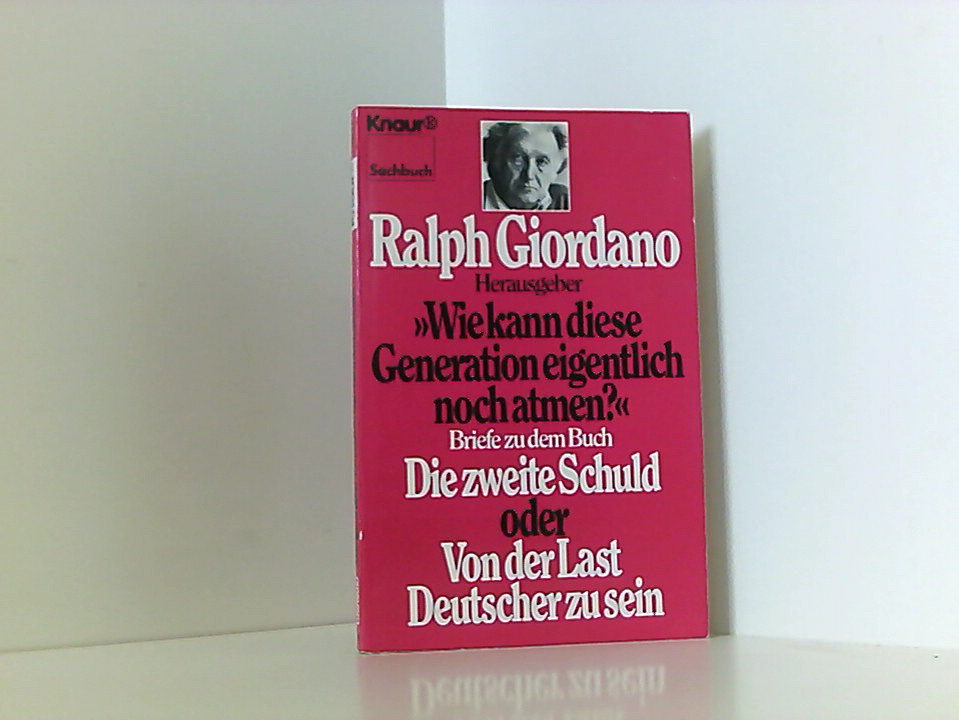 Knaur®
Sachbuch
Ralph Giordano
Herausgeber
»Wie kann diese
Generation eigentlich
noch atmen?«
Briefe zu dem Buch
Die zweite Schuld
oder
Von der Last
Deutscher zu sein